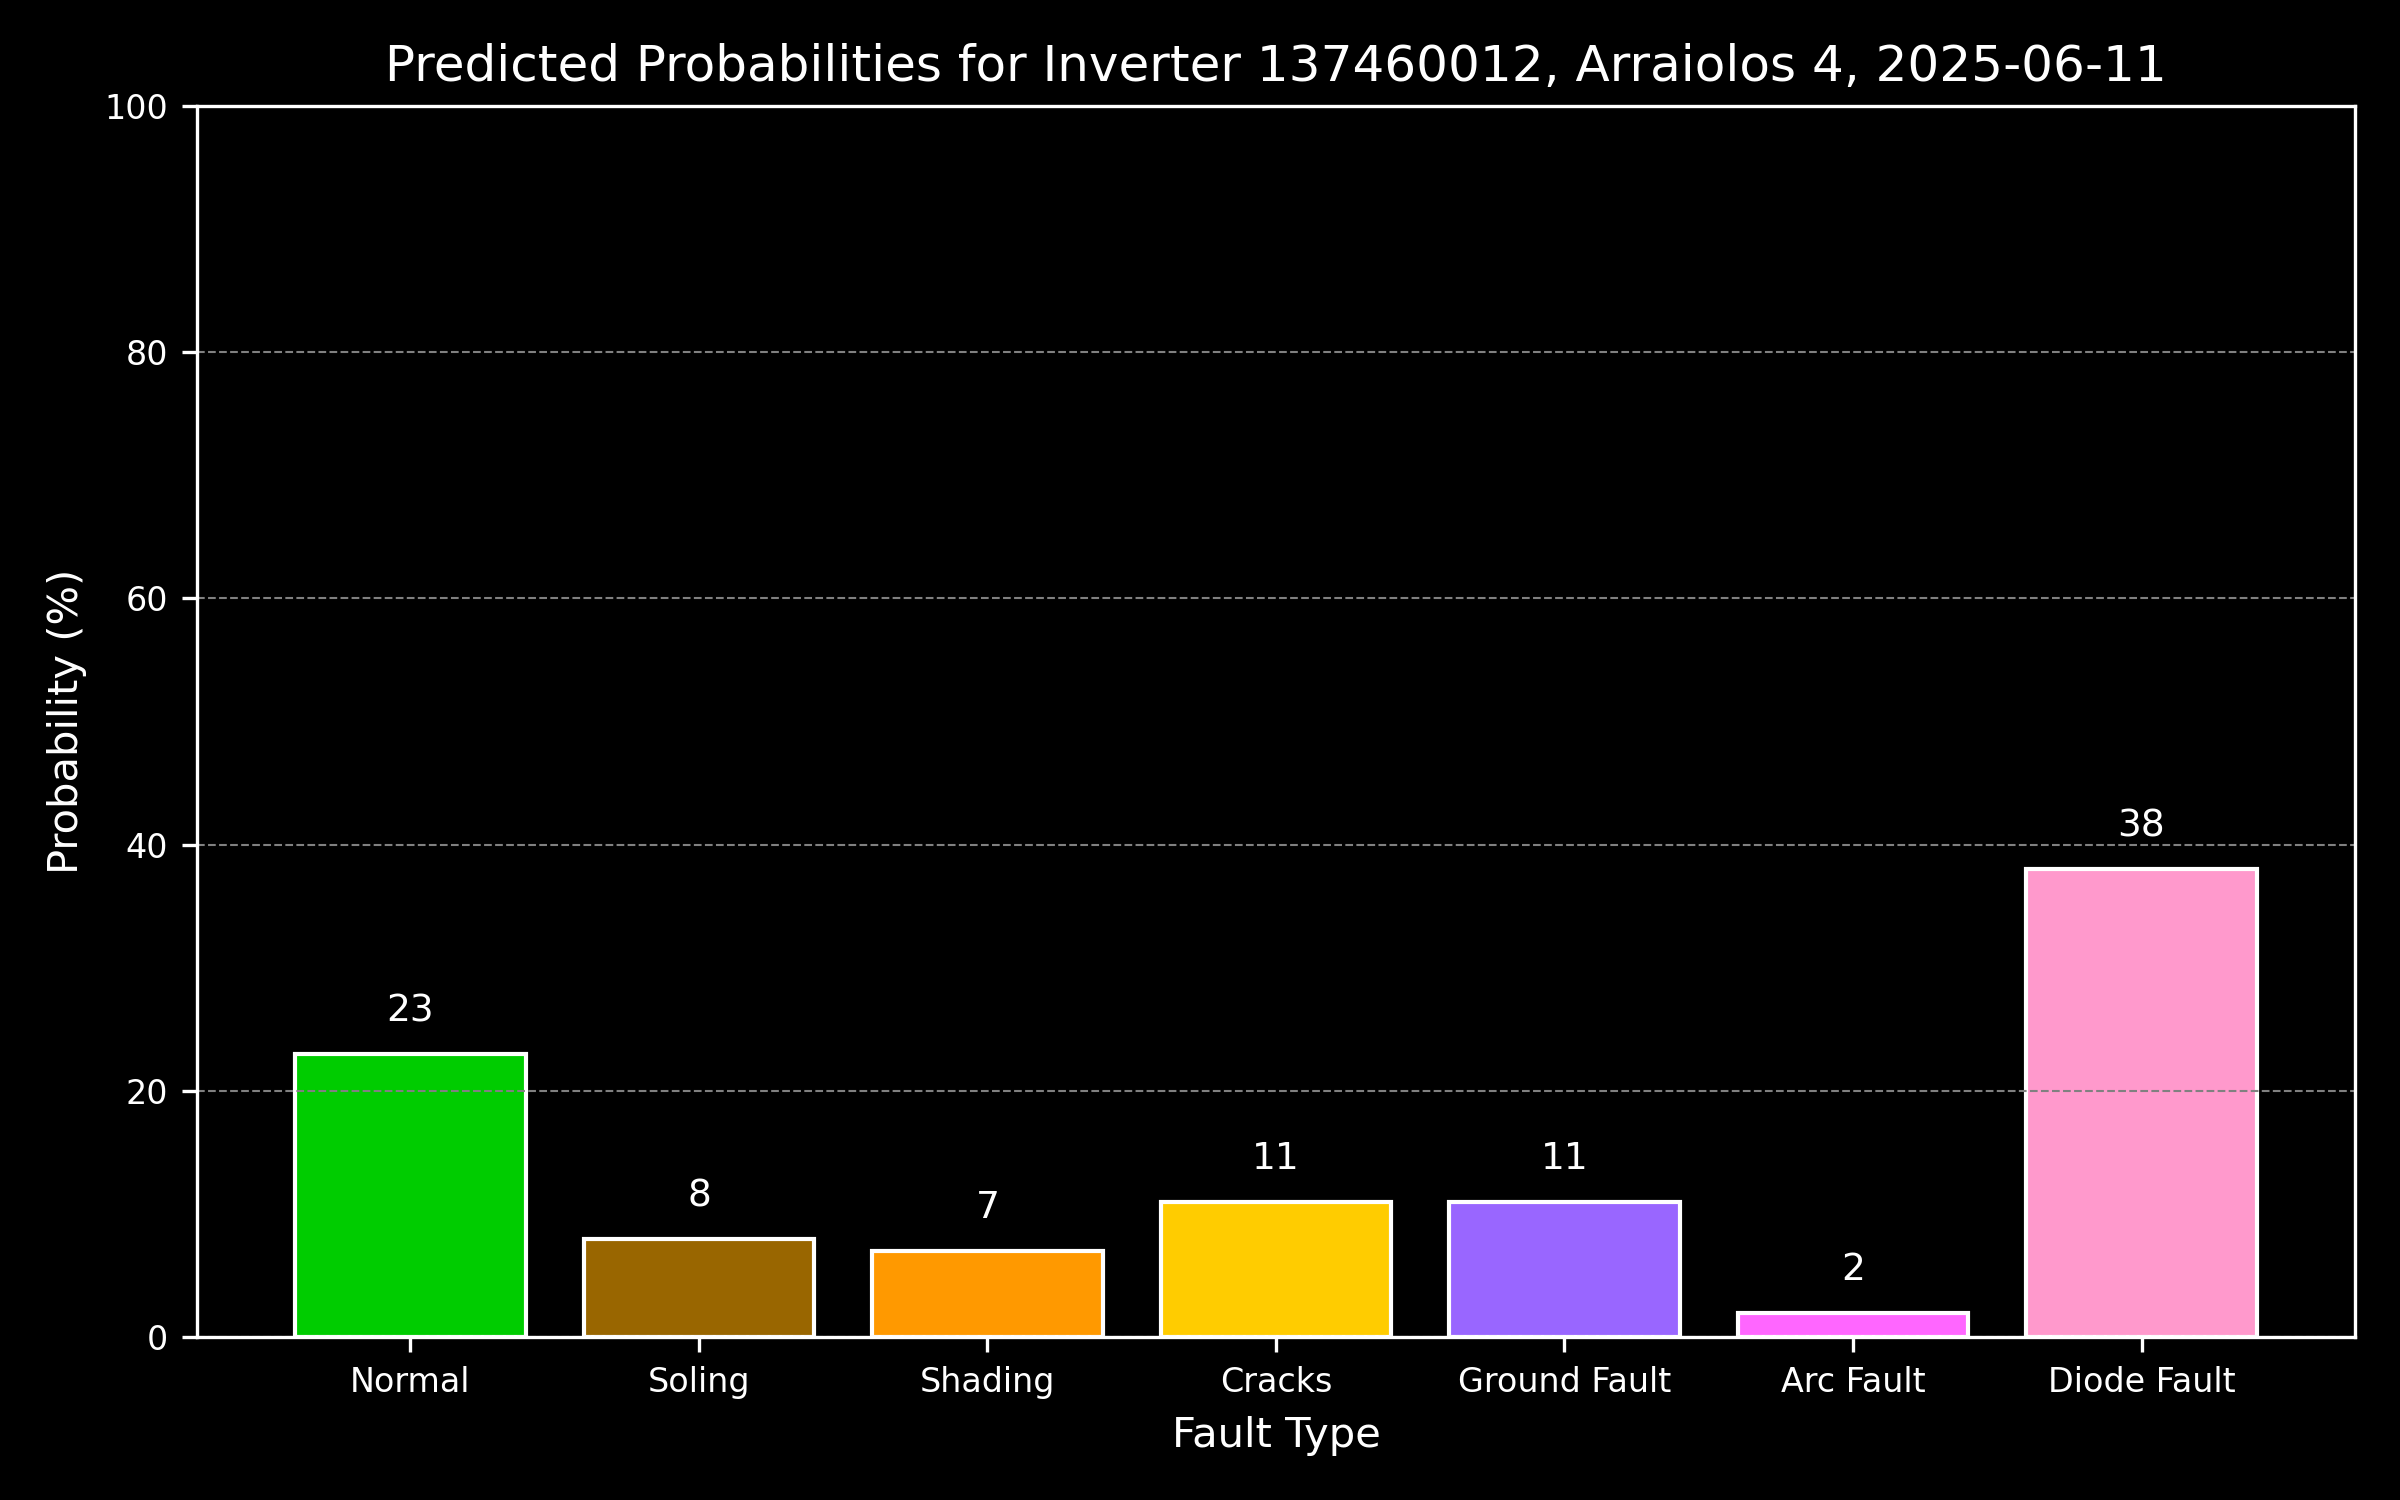 Predicted Probabilities for Inverter 137460012, Arraiolos 4, 2025-06-11
Probability (%)
100
80
60
40
20
0
23
8
7
11
11
2
38
Normal
Soling
Shading
Cracks
Ground Fault
Arc Fault
Diode Fault
Fault Type